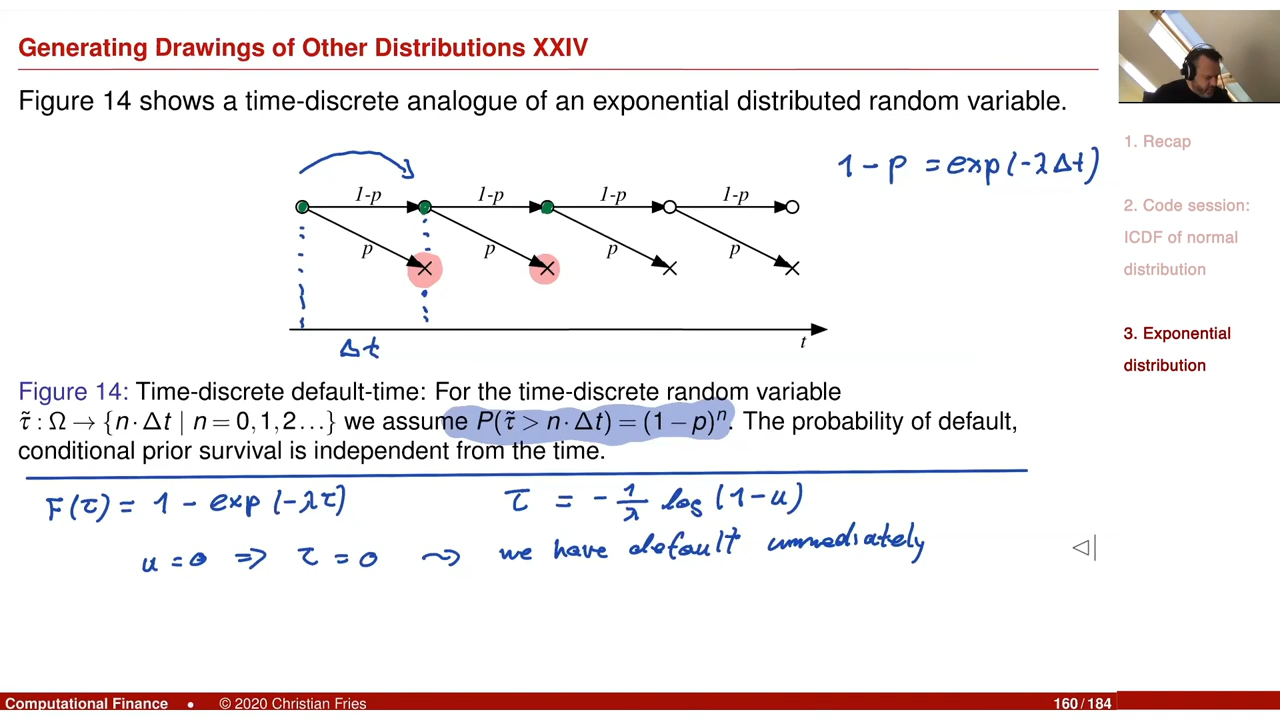 Generating Drawings of Other Distributions XXIV
Figure 14 shows a time-discrete analogue of an exponential distributed random variable.
1 - p = exp(-λΔt)
1-p 1-p 1-p 1-p
p p p p
t
Δt
Figure 14: Time-discrete default-time: For the time-discrete random variable
τ̃ : Ω → {n · Δt | n = 0,1,2...} we assume P(τ̃ > n · Δt) = (1 − p)ⁿ. The probability of default,
conditional prior survival is independent from the time.
F(τ) = 1 - exp(-λτ) τ = - 1/λ log(1-u)
u = 0 ⇒ τ = 0 ⤳ we have default immediately
1. Recap
2. Code session:
ICDF of normal
distribution
3. Exponential
distribution
Computational Finance • © 2020 Christian Fries 160 / 184